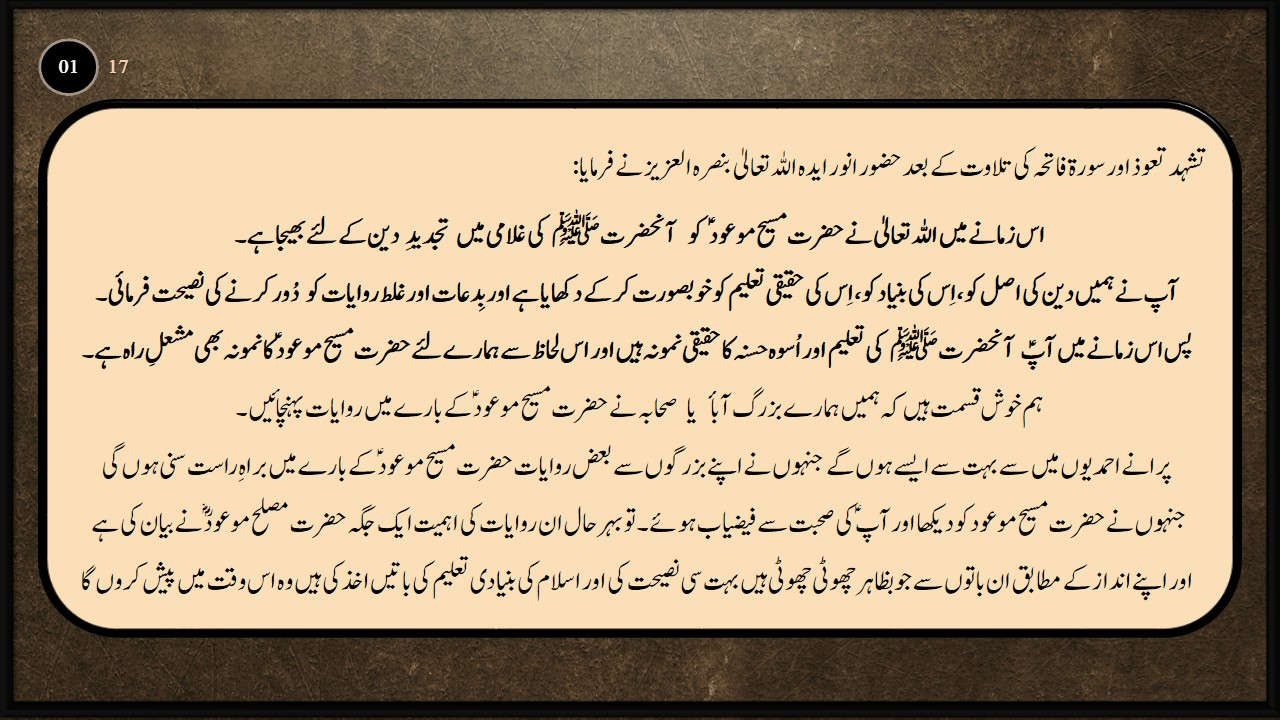 01 17
تشہد تعوذ اور سورۃ فاتحہ کی تلاوت کے بعد حضور انور ایدہ اللہ تعالیٰ بنصرہ العزیز نے فرمایا:
اس زمانے میں اللہ تعالیٰ نے حضرت مسیح موعودؑ کو آنحضرت ﷺ کی غلامی میں تجدیدِ دین کے لئے بھیجا ہے۔
آپ نے ہمیں دین کی اصل کو، اِس کی بنیاد کو، اِس کی حقیقی تعلیم کو خوبصورت کر کے دکھایا ہے اور بِدعات اور غلط روایات کو دُور کرنے کی نصیحت فرمائی۔
پس اس زمانے میں آپؑ آنحضرت ﷺ کی تعلیم اور اُسوہ حسنہ کا حقیقی نمونہ ہیں اور اس لحاظ سے ہمارے لئے حضرت مسیح موعودؑ کا نمونہ بھی مشعلِ راہ ہے۔
ہم خوش قسمت ہیں کہ ہمیں ہمارے بزرگ آباؑ یا صحابہ نے حضرت مسیح موعودؑ کے بارے میں روایات پہنچائیں۔
پرانے احمدیوں میں سے بہت سے ایسے ہوں گے جنہوں نے اپنے بزرگوں سے بعض روایات حضرت مسیح موعودؑ کے بارے میں براہِ راست سنی ہوں گی
جنہوں نے حضرت مسیح موعود کو دیکھا اور آپؑ کی صحبت سے فیضیاب ہوئے۔ تو بہر حال ان روایات کی اہمیت ایک جگہ حضرت مصلح موعودؓ نے بیان کی ہے
اور اپنے انداز کے مطابق ان باتوں سے جو بظاہر چھوٹی چھوٹی ہیں بہت سی نصیحت کی اور اسلام کی بنیادی تعلیم کی باتیں اخذ کی ہیں وہ اس وقت میں پیش کروں گا